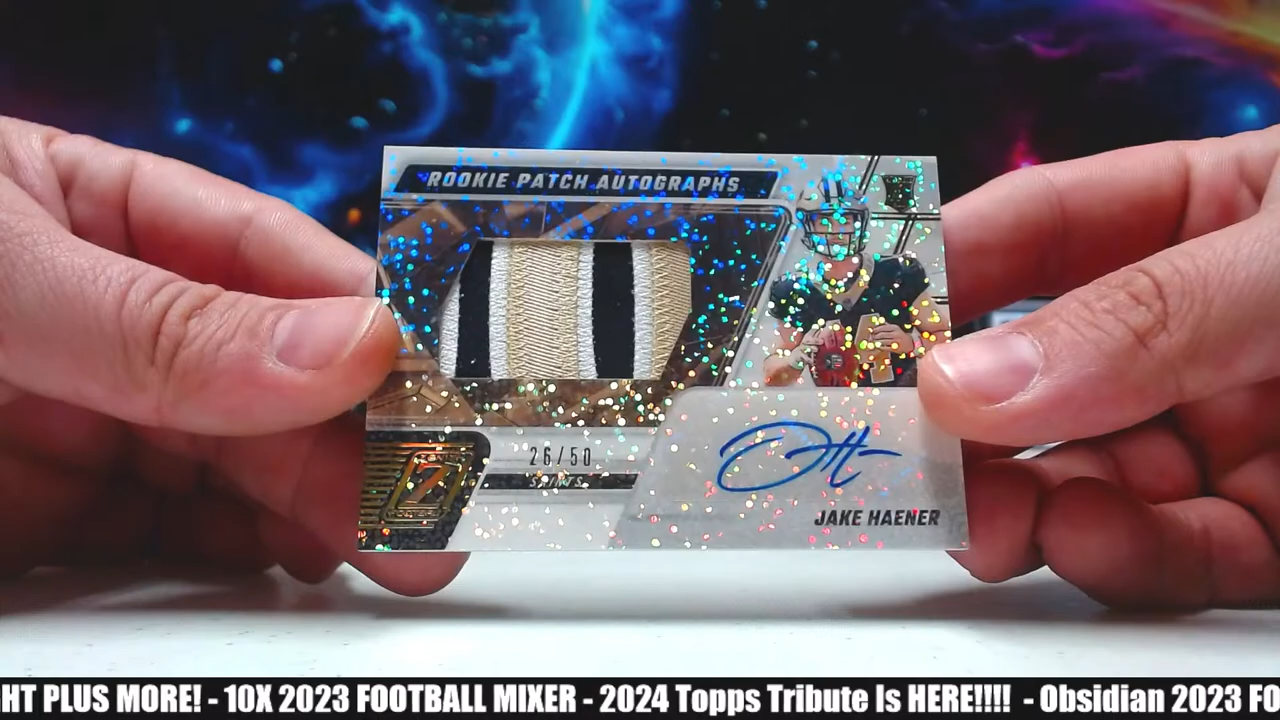 ROOKIE PATCH AUTOGRAPHS
26/50
SAINTS
JAKE HAENER
HT PLUS MORE! - 10X 2023 FOOTBALL MIXER - 2024 Topps Tribute Is HERE!!!! - Obsidian 2023 FO